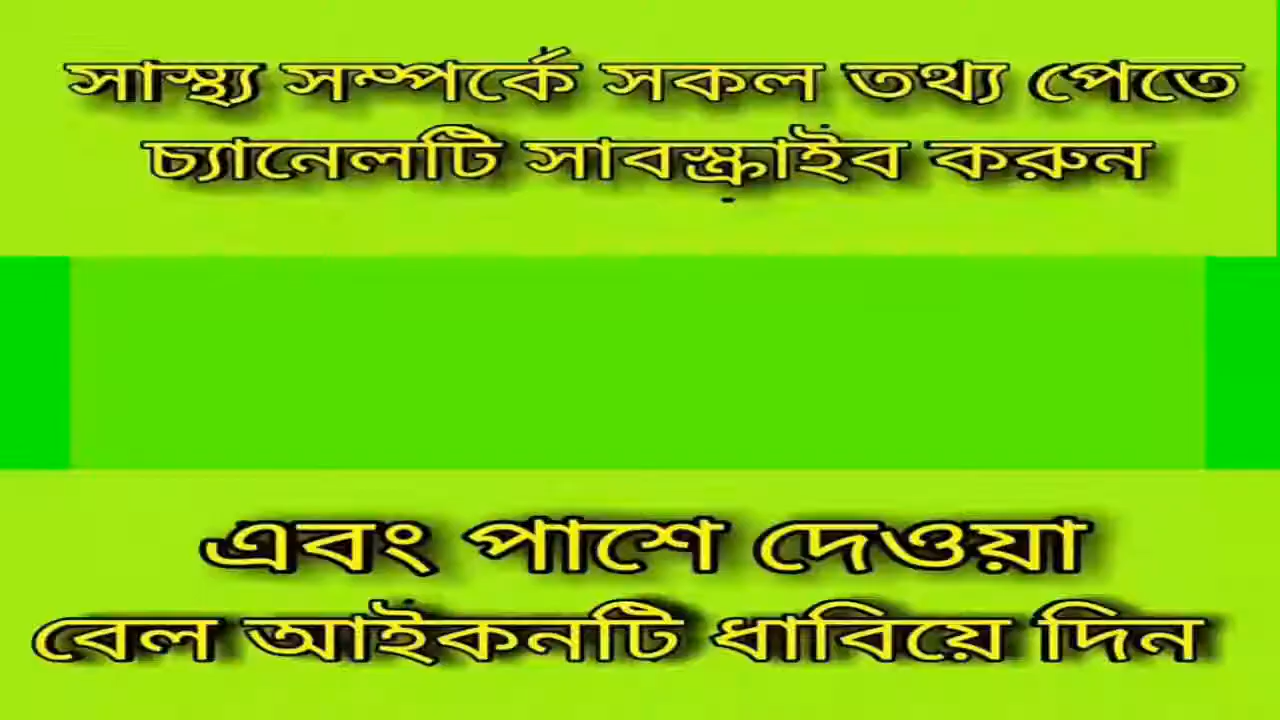 সাস্থ্য সম্পর্কে সকল তথ্য পেতে
চ্যানেলটি সাবস্ক্রাইব করুন
এবং পাশে দেওয়া
বেল আইকনটি ধাবিয়ে দিন